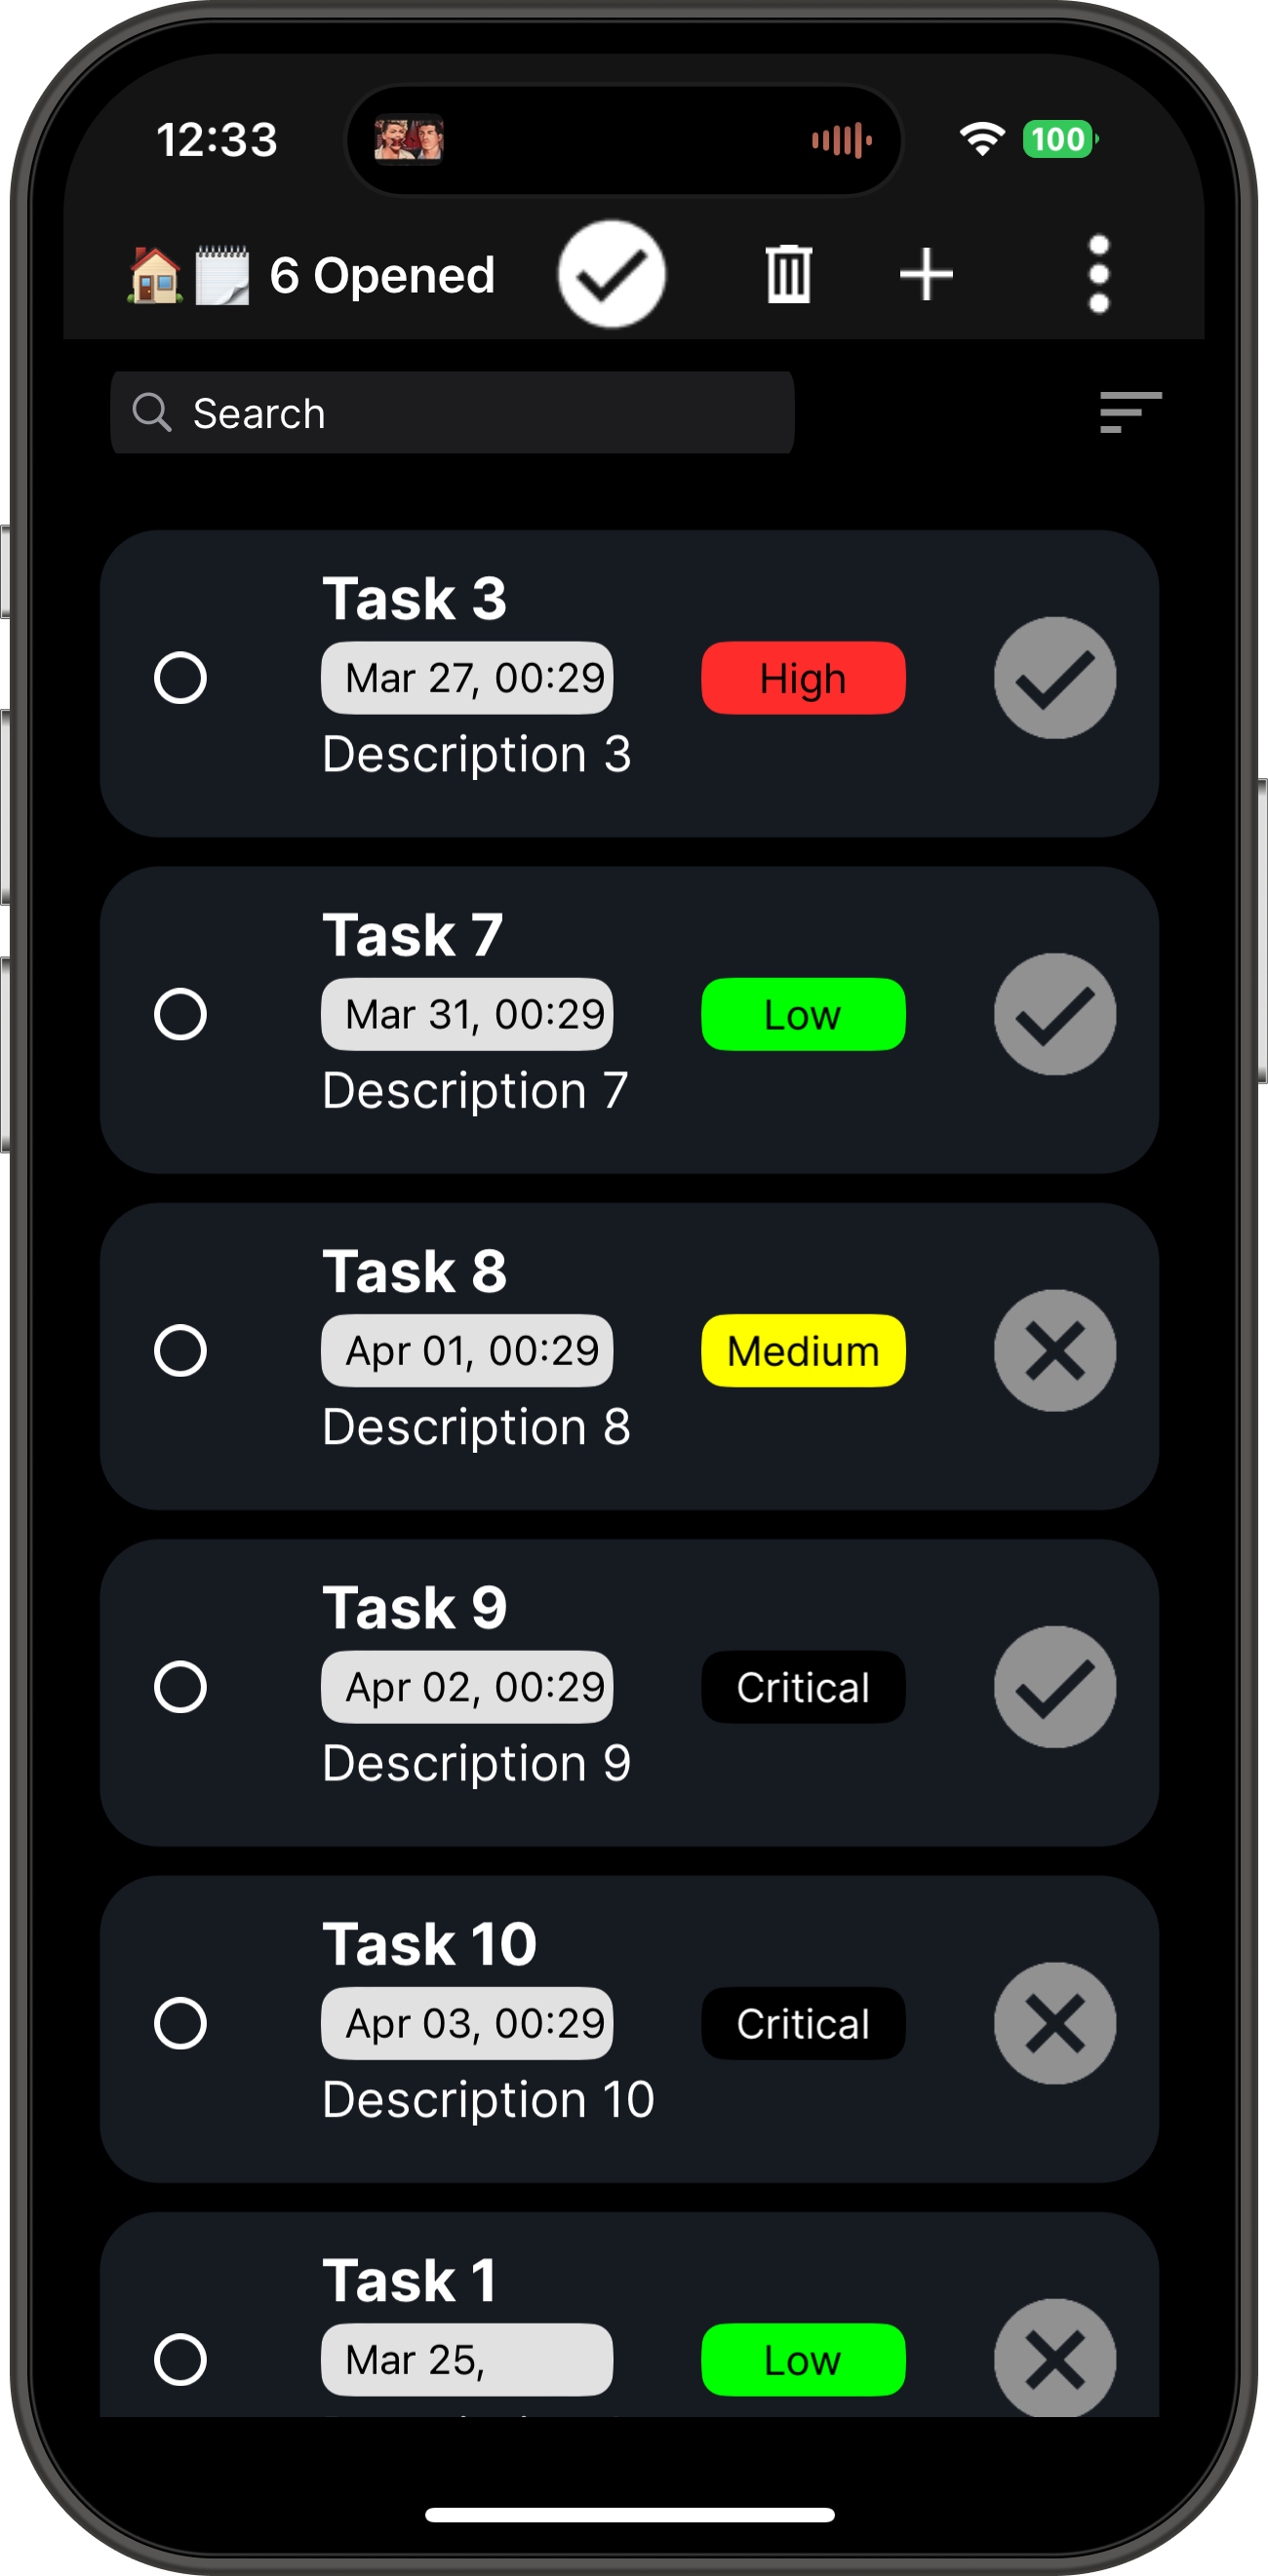 12:33
100
6 Opened
Search
Task 3
Mar 27, 00:29
High
Description 3
Task 7
Mar 31, 00:29
Low
Description 7
Task 8
Apr 01, 00:29
Medium
Description 8
Task 9
Apr 02, 00:29
Critical
Description 9
Task 10
Apr 03, 00:29
Critical
Description 10
Task 1
Mar 25,
Low